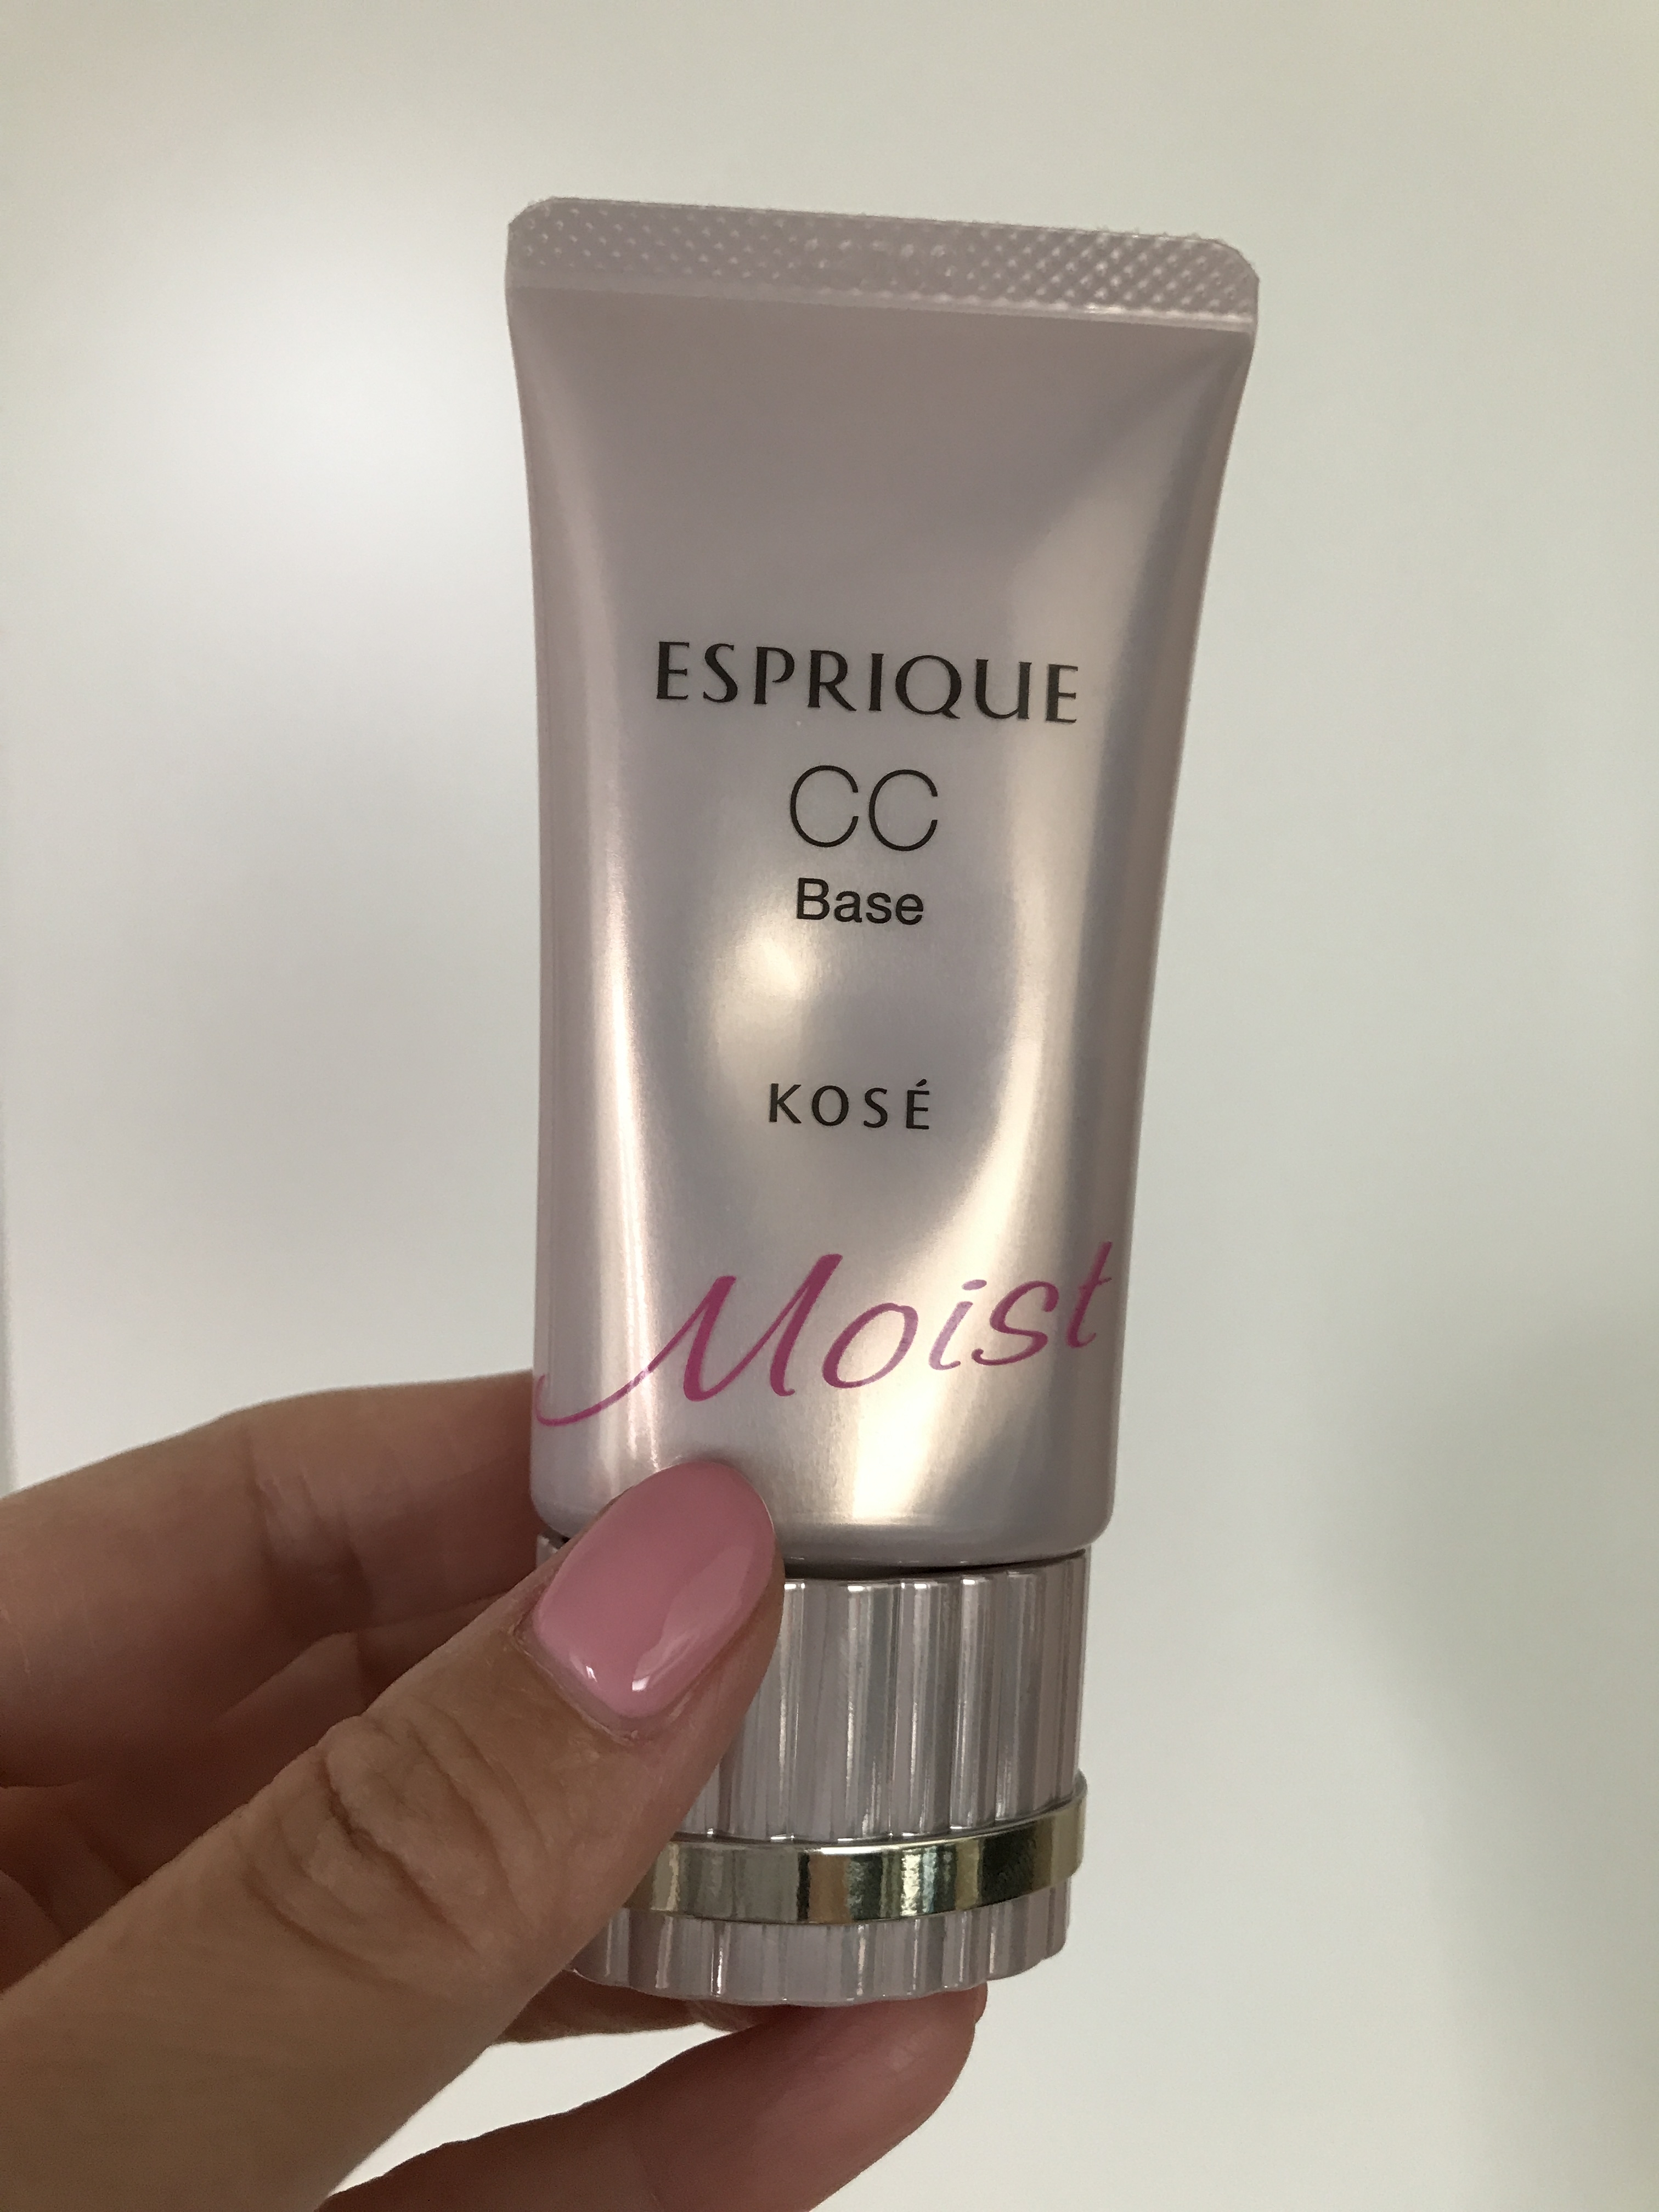 ESPRIQUE
CC
Base
KOSÉ
Moist